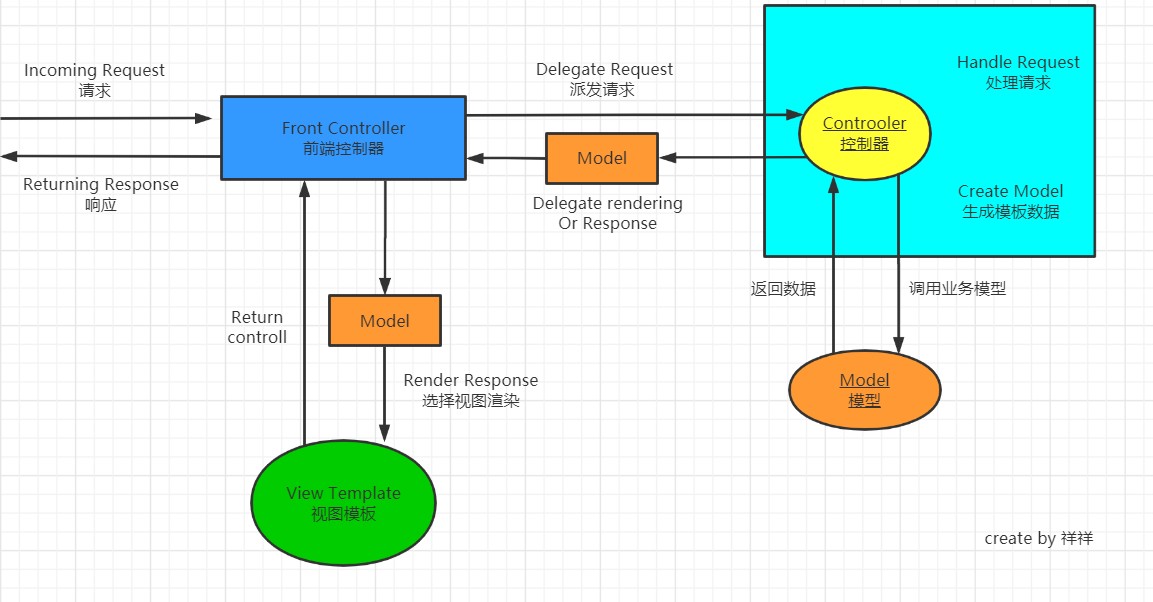 Incoming Request
请求
Returning Response
响应
Front Controller
前端控制器
Delegate Request
派发请求
Model
Delegate rendering
Or Response
Handle Request
处理请求
Controoler
控制器
Create Model
生成模板数据
返回数据
调用业务模型
Model
模型
Return
controll
Model
Render Response
选择视图渲染
View Template
视图模板
create by 祥祥